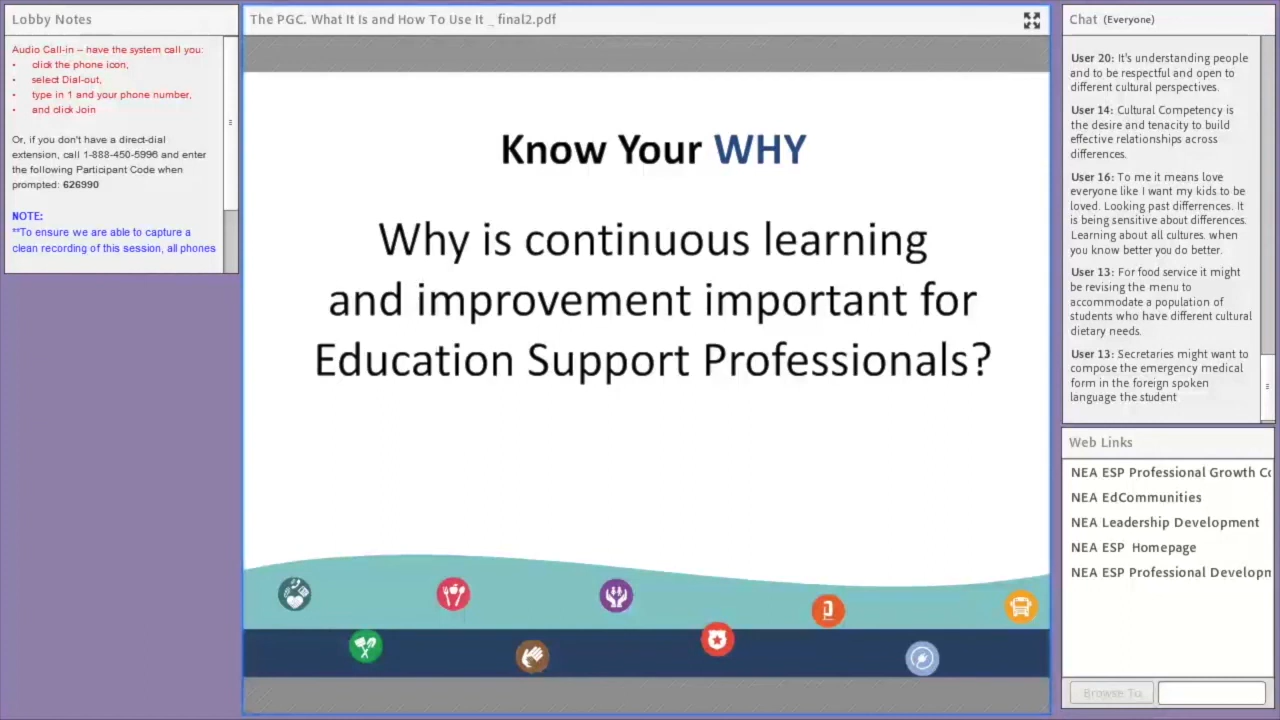 Lobby Notes
Audio Call-in – have the system call you:
• click the phone icon,
• select Dial-out,
• type in 1 and your phone number,
• and click Join
Or, if you don't have a direct-dial
extension, call 1-888-450-5996 and enter
the following Participant Code when
prompted: 626990
NOTE:
**To ensure we are able to capture a
clean recording of this session, all phones
The PGC. What It Is and How To Use It _ final2.pdf
Know Your WHY
Why is continuous learning
and improvement important for
Education Support Professionals?
Chat (Everyone)
User 20: It's understanding people
and to be respectful and open to
different cultural perspectives.
User 14: Cultural Competency is
the desire and tenacity to build
effective relationships across
differences.
User 16: To me it means love
everyone like I want my kids to be
loved. Looking past differences. It
is being sensitive about differences.
Learning about all cultures. when
you know better you do better.
User 13: For food service it might
be revising the menu to
accommodate a population of
students who have different cultural
dietary needs.
User 13: Secretaries might want to
compose the emergency medical
form in the foreign spoken
language the student
Web Links
NEA ESP Professional Growth Co
NEA EdCommunities
NEA Leadership Development
NEA ESP Homepage
NEA ESP Professional Developm
Browse To